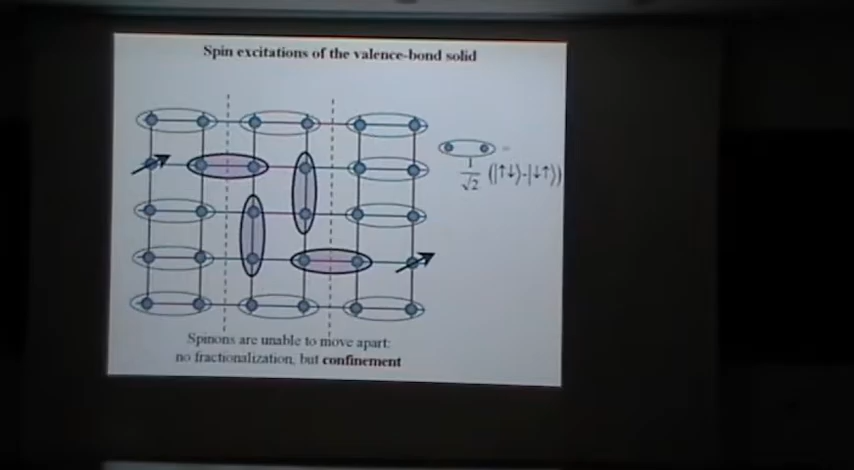 Spin excitations of the valence-bond solid
=
1/√2 (|↑↓⟩-|↓↑⟩)
Spinons are unable to move apart:
no fractionalization, but confinement